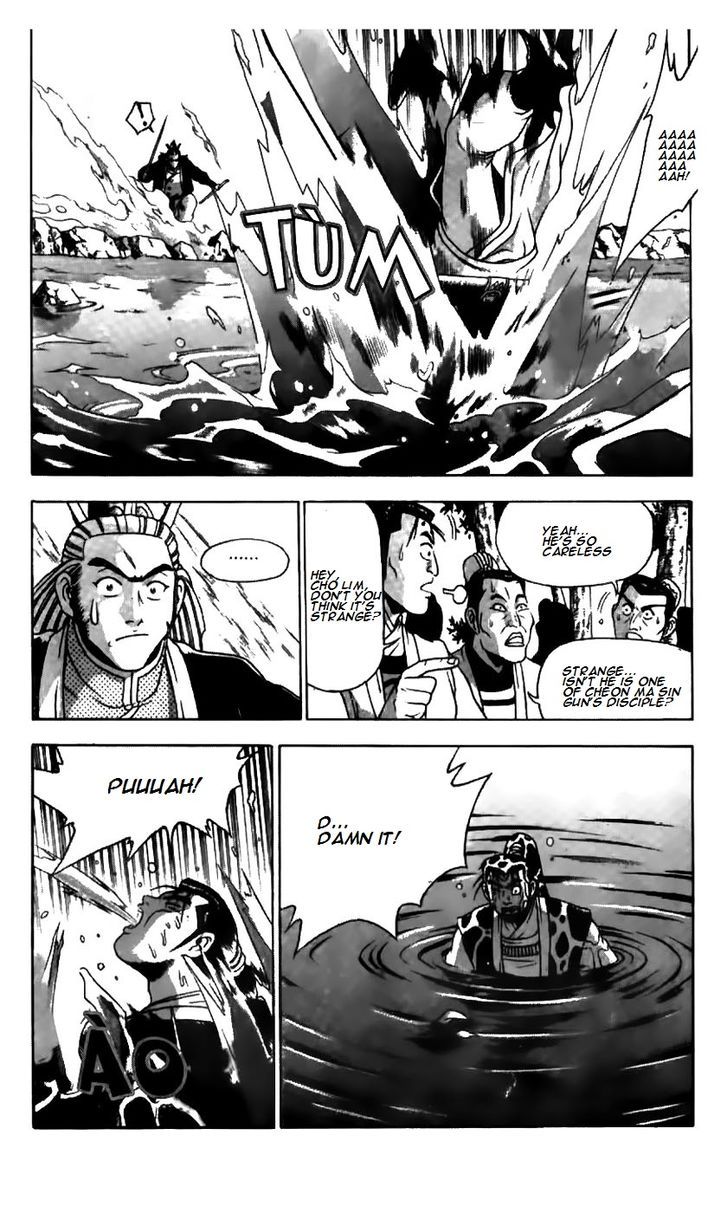 !
AAAA
AAAA
AAAA
AAA
AAH!
TÙM
HEY,
CHO LIM,
DON'T YOU
THINK IT'S
STRANGE?
YEAH...
HE'S SO
CARELESS
STRANGE...
ISN'T HE IS ONE
OF CHEON MA SIN
GUN'S DISCIPLE?
......
PUUUAH!
ÀO
D...
DAMN IT!